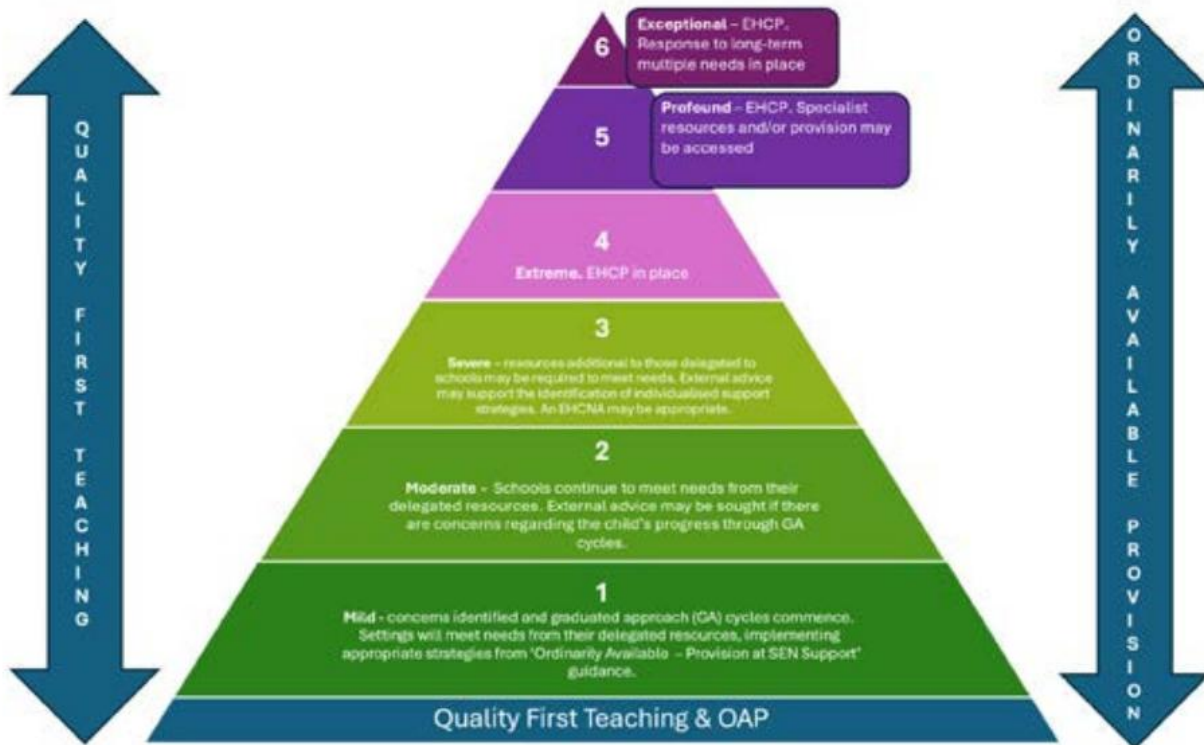 QUALITY FIRST TEACHING
6
Exceptional – EHCP.
Response to long-term
multiple needs in place
5
Profound – EHCP. Specialist
resources and/or provision may
be accessed
4
Extreme. EHCP in place
3
Severe – resources additional to those delegated to
schools may be required to meet needs. External advice
may support the identification of individualised support
strategies. An EHCNA may be appropriate.
2
Moderate - Schools continue to meet needs from their
delegated resources. External advice may be sought if there
are concerns regarding the child's progress through GA
cycles.
1
Mild - concerns identified and graduated approach (GA) cycles commence.
Settings will meet needs from their delegated resources, implementing
appropriate strategies from 'Ordinarily Available – Provision at SEN Support'
guidance.
Quality First Teaching & OAP
ORDINARILY AVAILABLE PROVISION